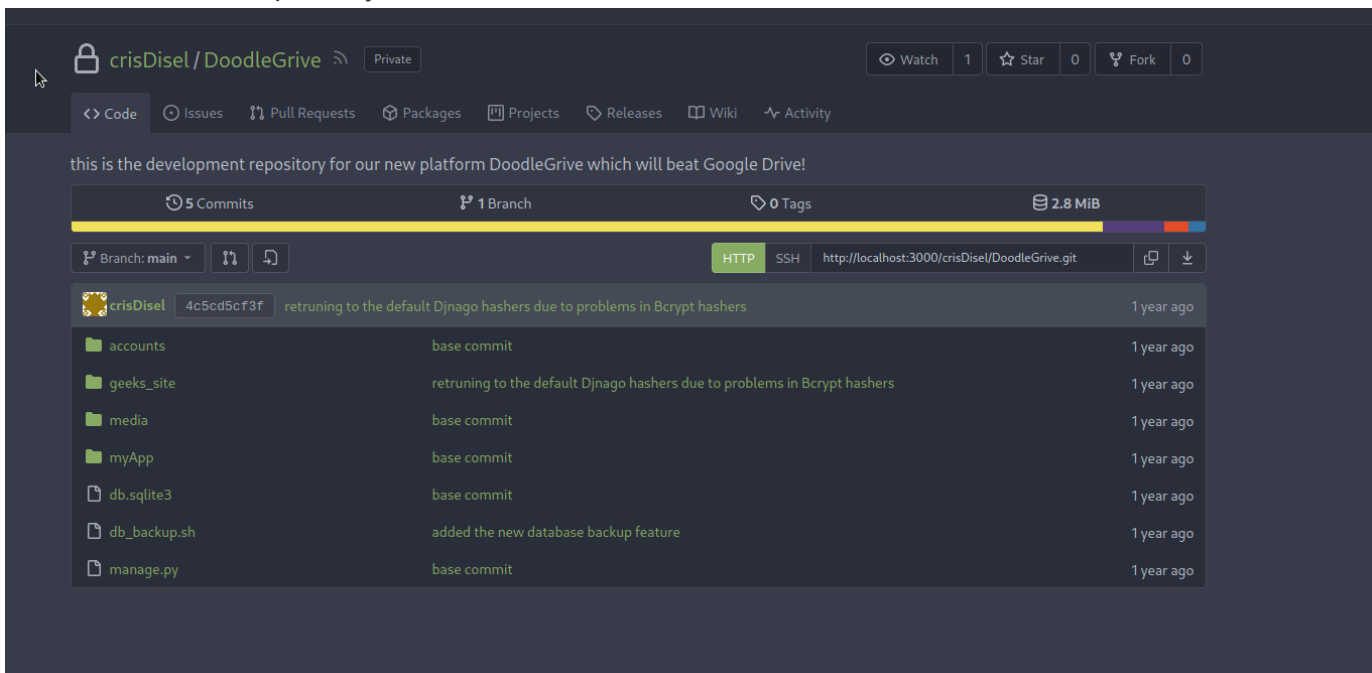 crisDisel / DoodleGrive Private Watch 1 Star 0 Fork 0
Code Issues Pull Requests Packages Projects Releases Wiki Activity
this is the development repository for our new platform DoodleGrive which will beat Google Drive!
5 Commits 1 Branch 0 Tags 2.8 MiB
Branch: main HTTP SSH http://localhost:3000/crisDisel/DoodleGrive.git
crisDisel 4c5cd5cf3f retruning to the default Djnago hashers due to problems in Bcrypt hashers 1 year ago
accounts base commit 1 year ago
geeks_site retruning to the default Djnago hashers due to problems in Bcrypt hashers 1 year ago
media base commit 1 year ago
myApp base commit 1 year ago
db.sqlite3 base commit 1 year ago
db_backup.sh added the new database backup feature 1 year ago
manage.py base commit 1 year ago